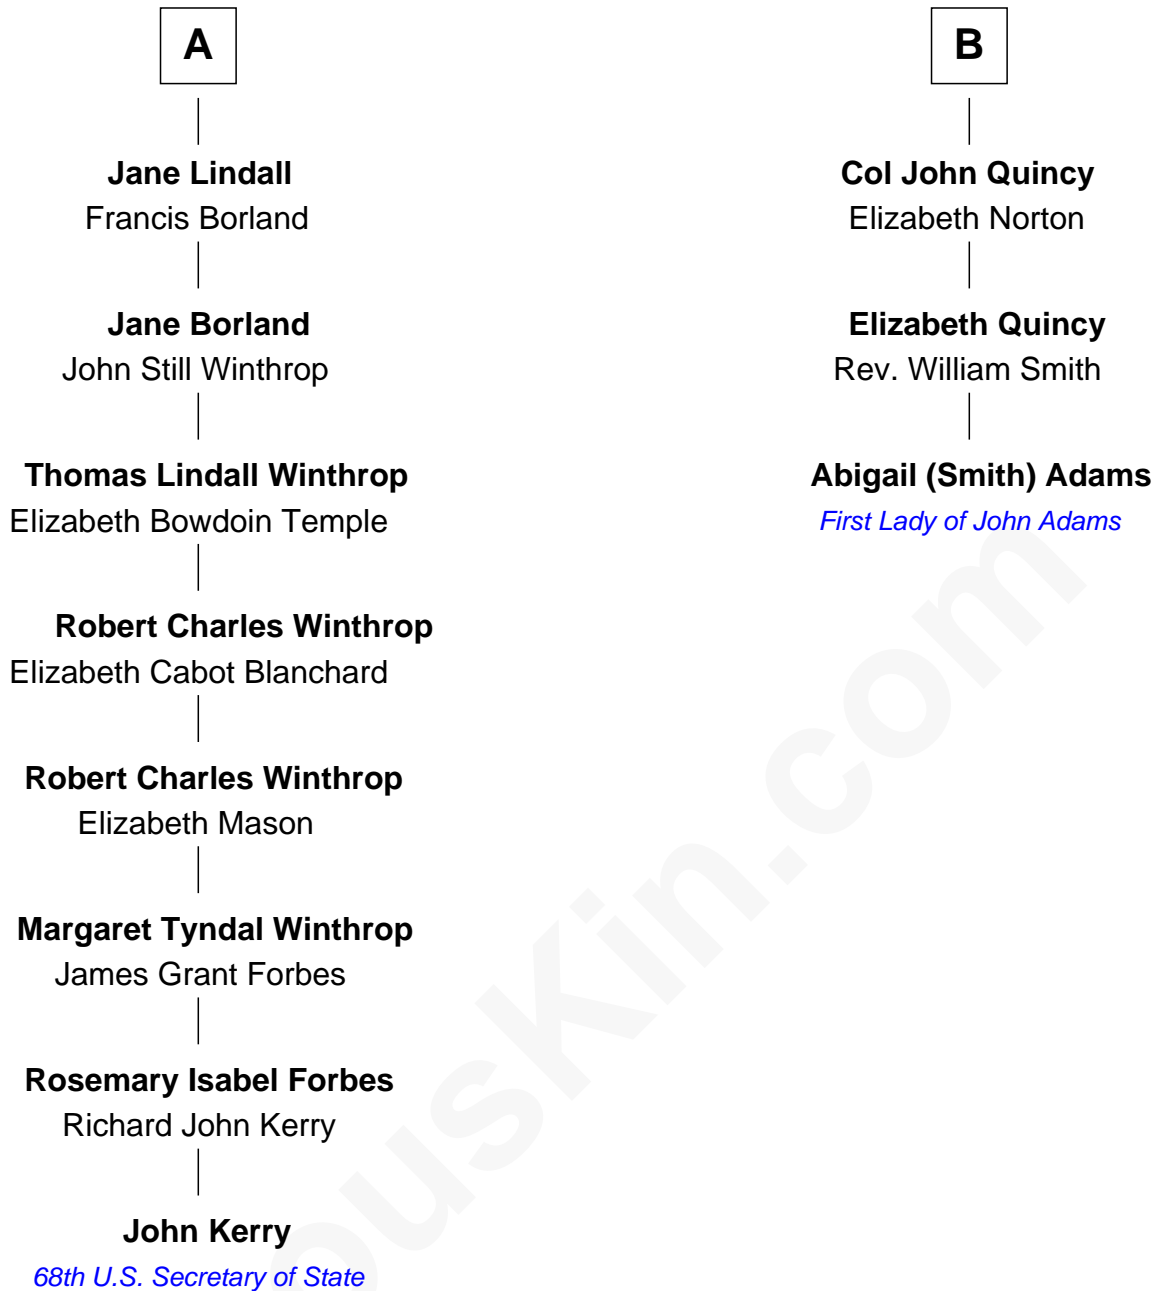 A
Jane Lindall
Francis Borland
Jane Borland
John Still Winthrop
Thomas Lindall Winthrop
Elizabeth Bowdoin Temple
Robert Charles Winthrop
Elizabeth Cabot Blanchard
Robert Charles Winthrop
Elizabeth Mason
Margaret Tyndal Winthrop
James Grant Forbes
Rosemary Isabel Forbes
Richard John Kerry
John Kerry
68th U.S. Secretary of State
B
Col John Quincy
Elizabeth Norton
Elizabeth Quincy
Rev. William Smith
Abigail (Smith) Adams
First Lady of John Adams
ousKin.com